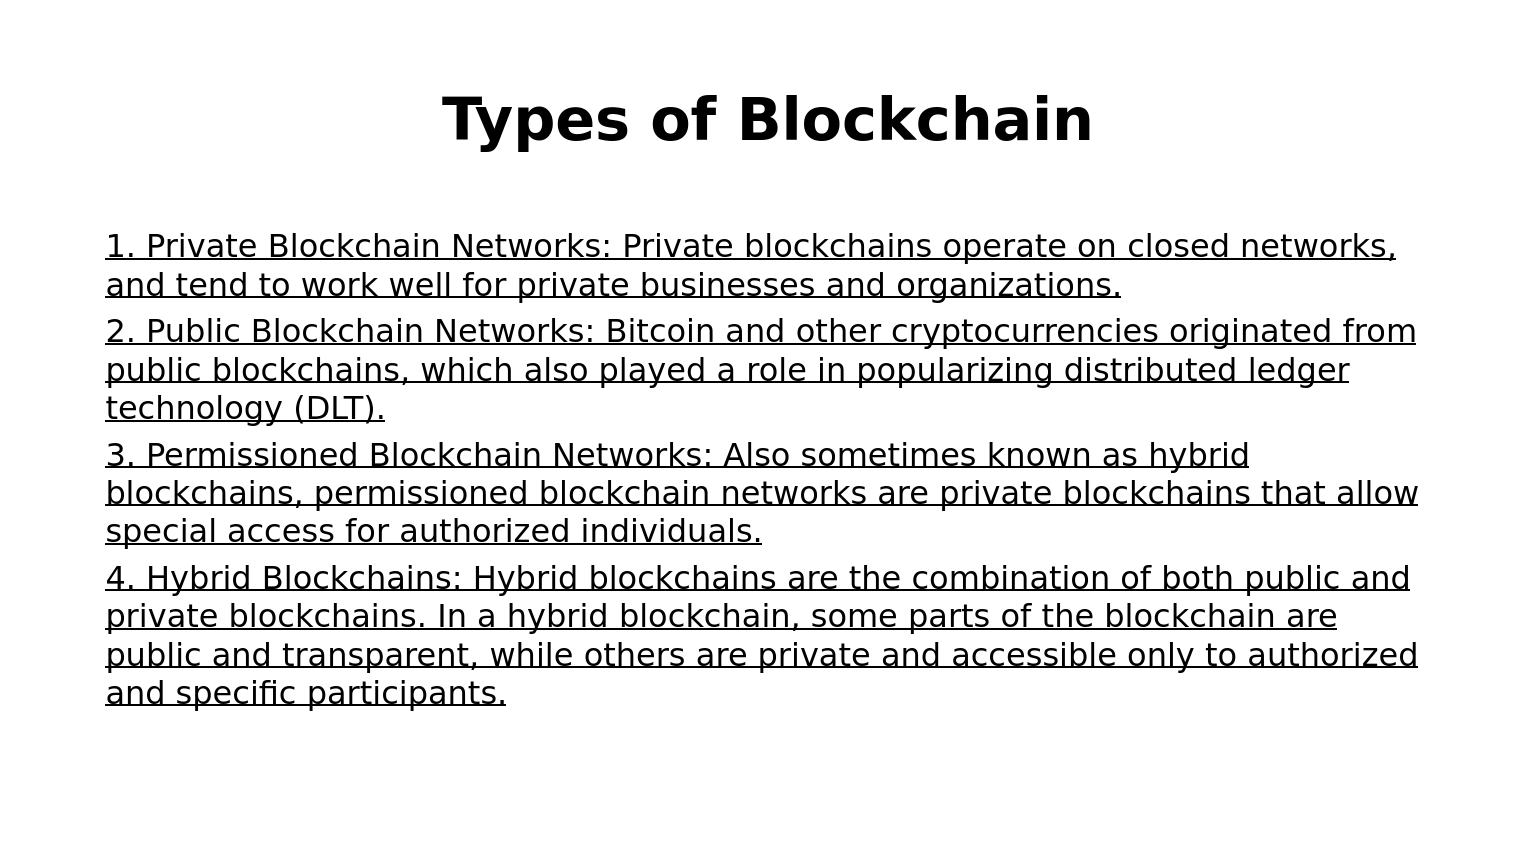 Types of Blockchain
1. Private Blockchain Networks: Private blockchains operate on closed networks,
and tend to work well for private businesses and organizations.
2. Public Blockchain Networks: Bitcoin and other cryptocurrencies originated from
public blockchains, which also played a role in popularizing distributed ledger
technology (DLT).
3. Permissioned Blockchain Networks: Also sometimes known as hybrid
blockchains, permissioned blockchain networks are private blockchains that allow
special access for authorized individuals.
4. Hybrid Blockchains: Hybrid blockchains are the combination of both public and
private blockchains. In a hybrid blockchain, some parts of the blockchain are
public and transparent, while others are private and accessible only to authorized
and specific participants.